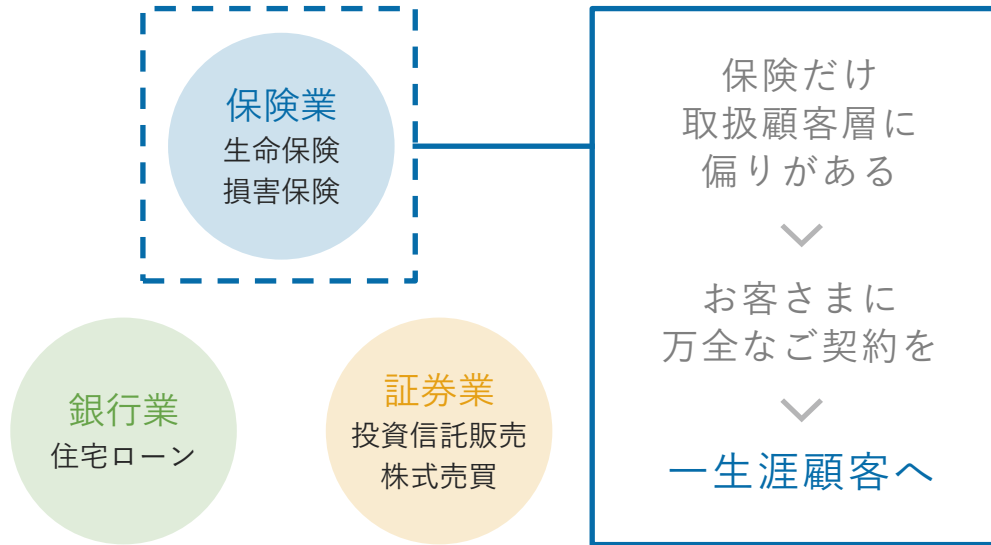 保険業
生命保険
損害保険
銀行業
住宅ローン
証券業
投資信託販売
株式売買
保険だけ
取扱顧客層に
偏りがある
お客さまに
万全なご契約を
一生涯顧客へ